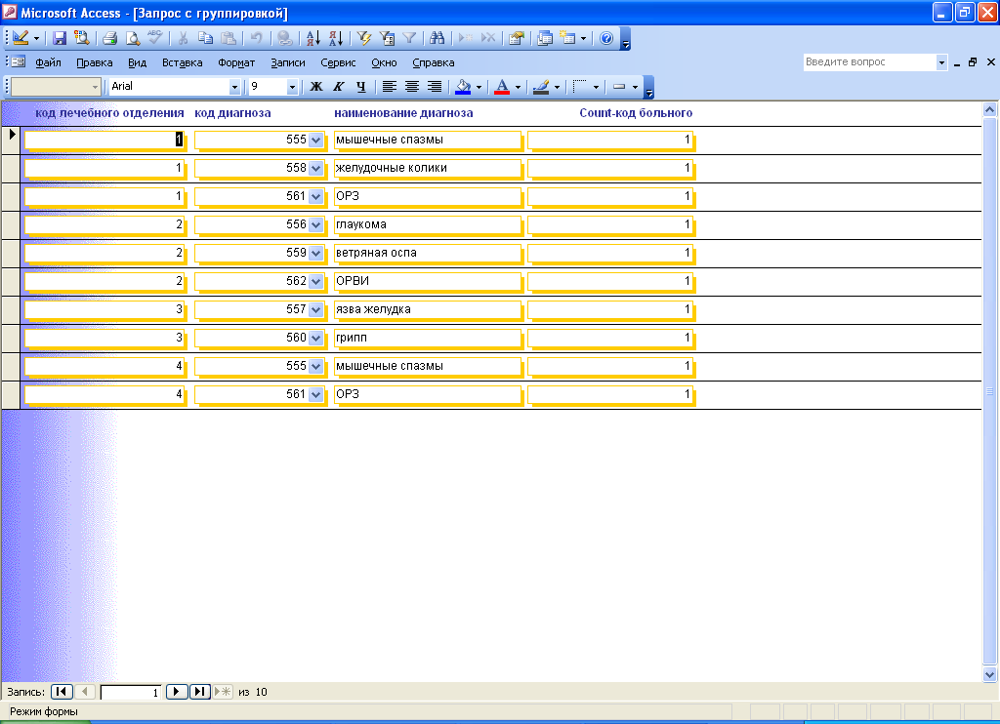 Microsoft Access - [Запрос с группировкой]
Файл Правка Вид Вставка Формат Записи Сервис Окно Справка Введите вопрос
Arial 9 Ж К Ч
код лечебного отделения код диагноза наименование диагноза Count-код больного
1 555 мышечные спазмы 1
1 558 желудочные колики 1
1 561 ОРЗ 1
2 556 глаукома 1
2 559 ветряная оспа 1
2 562 ОРВИ 1
3 557 язва желудка 1
3 560 грипп 1
4 555 мышечные спазмы 1
4 561 ОРЗ 1
Запись: 1 из 10
Режим формы